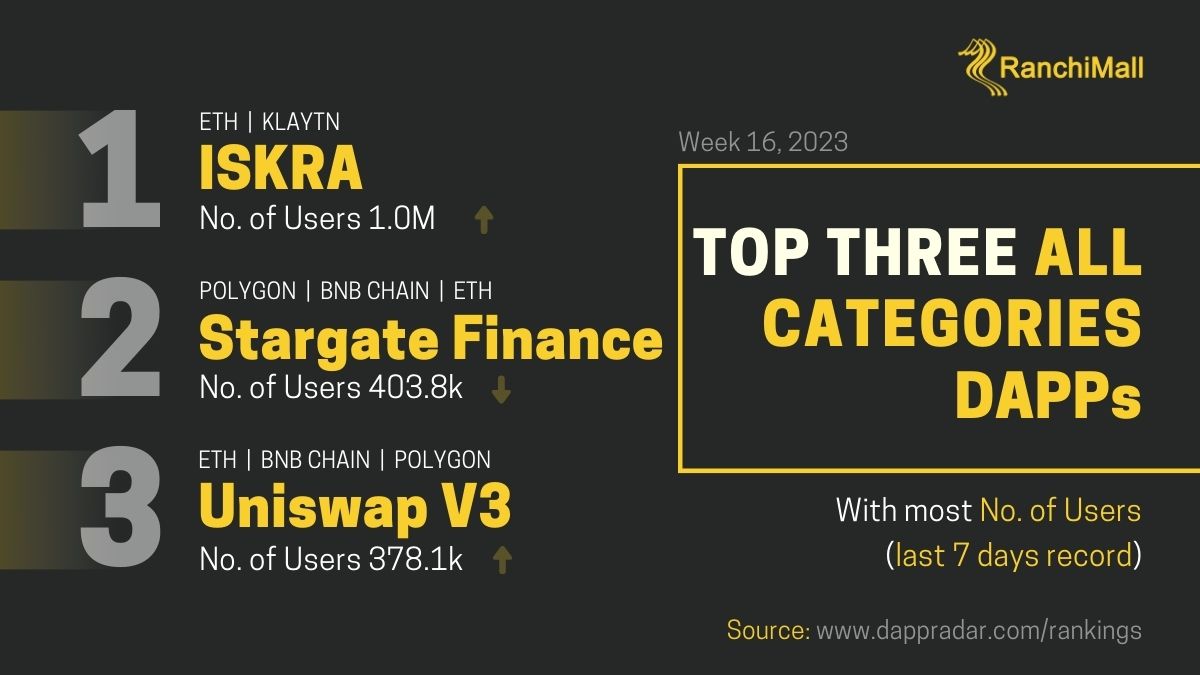 RanchiMall
1
ETH | KLAYTN
ISKRA
No. of Users 1.0M
2
POLYGON | BNB CHAIN | ETH
Stargate Finance
No. of Users 403.8k
3
ETH | BNB CHAIN | POLYGON
Uniswap V3
No. of Users 378.1k
Week 16, 2023
TOP THREE ALL
CATEGORIES
DAPPs
With most No. of Users
(last 7 days record)
Source: www.dappradar.com/rankings